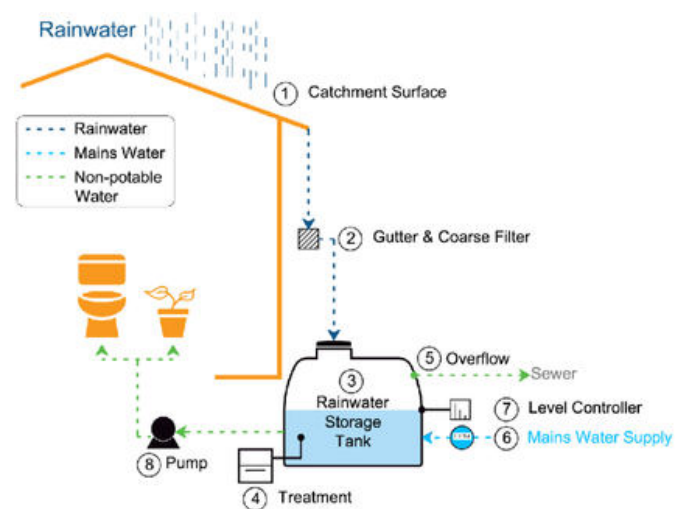 Rainwater
1 Catchment Surface
Rainwater
Mains Water
Non-potable
Water
2 Gutter & Coarse Filter
5 Overflow
Sewer
3
Rainwater
Storage
Tank
7 Level Controller
6 Mains Water Supply
8 Pump
4 Treatment